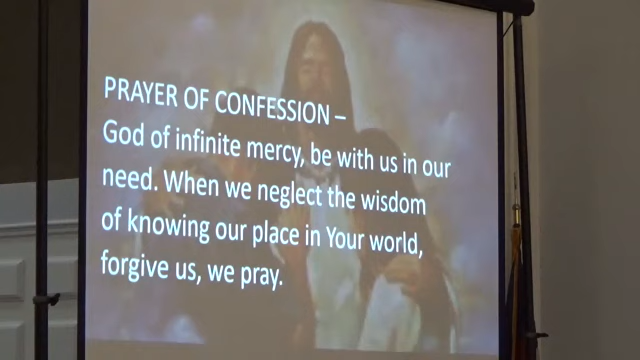 PRAYER OF CONFESSION –
God of infinite mercy, be with us in our
need. When we neglect the wisdom
of knowing our place in Your world,
forgive us, we pray.